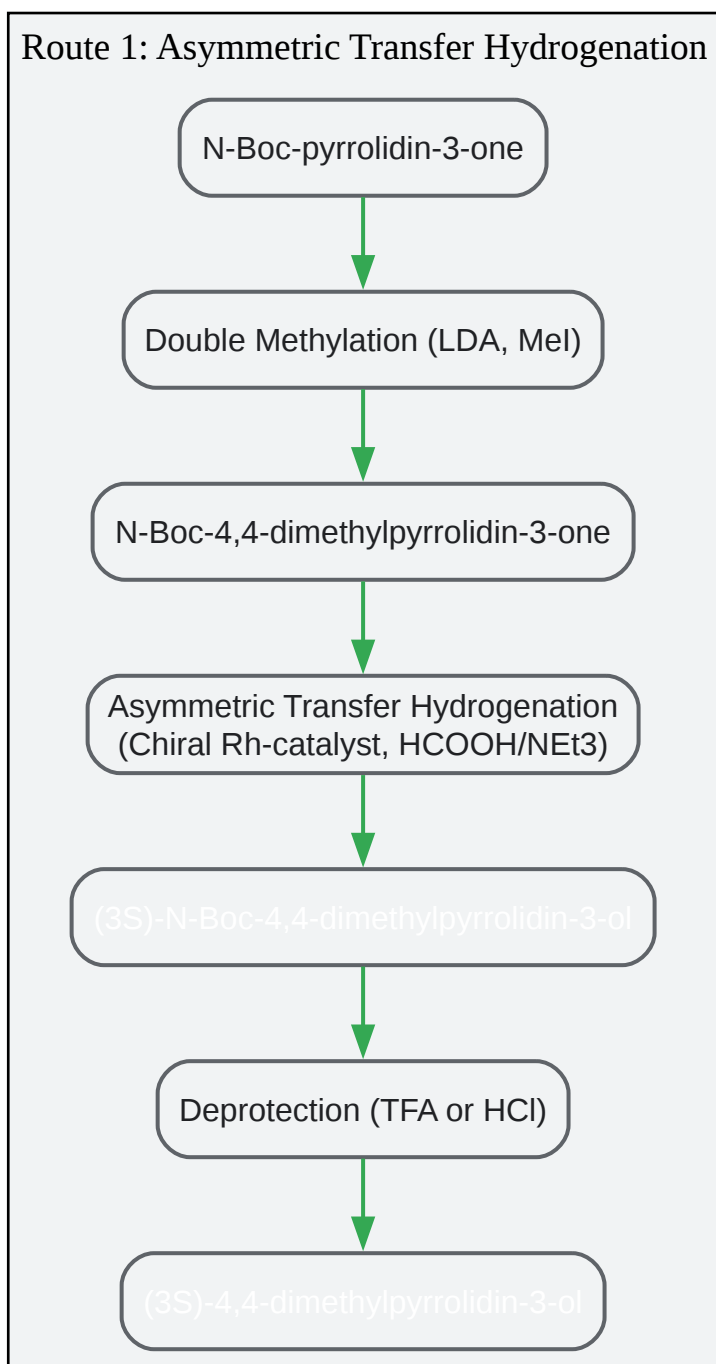 Route 1: Asymmetric Transfer Hydrogenation
N-Boc-pyrrolidin-3-one
Double Methylation (LDA, MeI)
N-Boc-4,4-dimethylpyrrolidin-3-one
Asymmetric Transfer Hydrogenation
(Chiral Rh-catalyst, HCOOH/NEt3)
(3S)-N-Boc-4,4-dimethylpyrrolidin-3-ol
Deprotection (TFA or HCl)
(3S)-4,4-dimethylpyrrolidin-3-ol